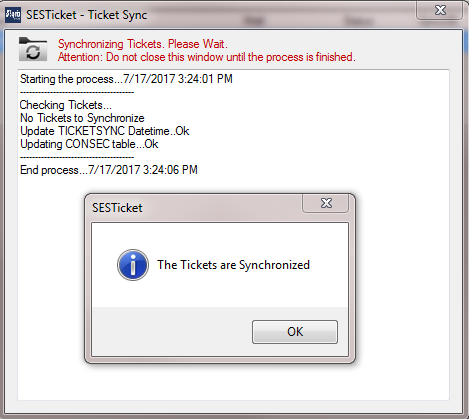 SESTicket - Ticket Sync
Synchronizing Tickets. Please Wait.
Attention: Do not close this window until the process is finished.
Starting the process...7/17/2017 3:24:01 PM
-------------------------------------
Checking Tickets...
No Tickets to Synchronize
Update TICKETSYNC Datetime..Ok
Updating CONSEC table...Ok
-------------------------------------
End process...7/17/2017 3:24:06 PM
SESTicket
The Tickets are Synchronized
OK